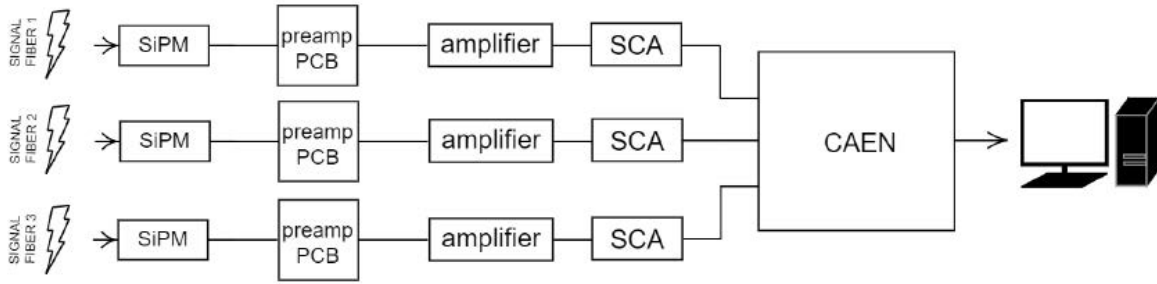 SIGNAL
FIBER 1
SiPM
preamp
PCB
amplifier
SCA
SIGNAL
FIBER 2
SiPM
preamp
PCB
amplifier
SCA
CAEN
SIGNAL
FIBER 3
SiPM
preamp
PCB
amplifier
SCA